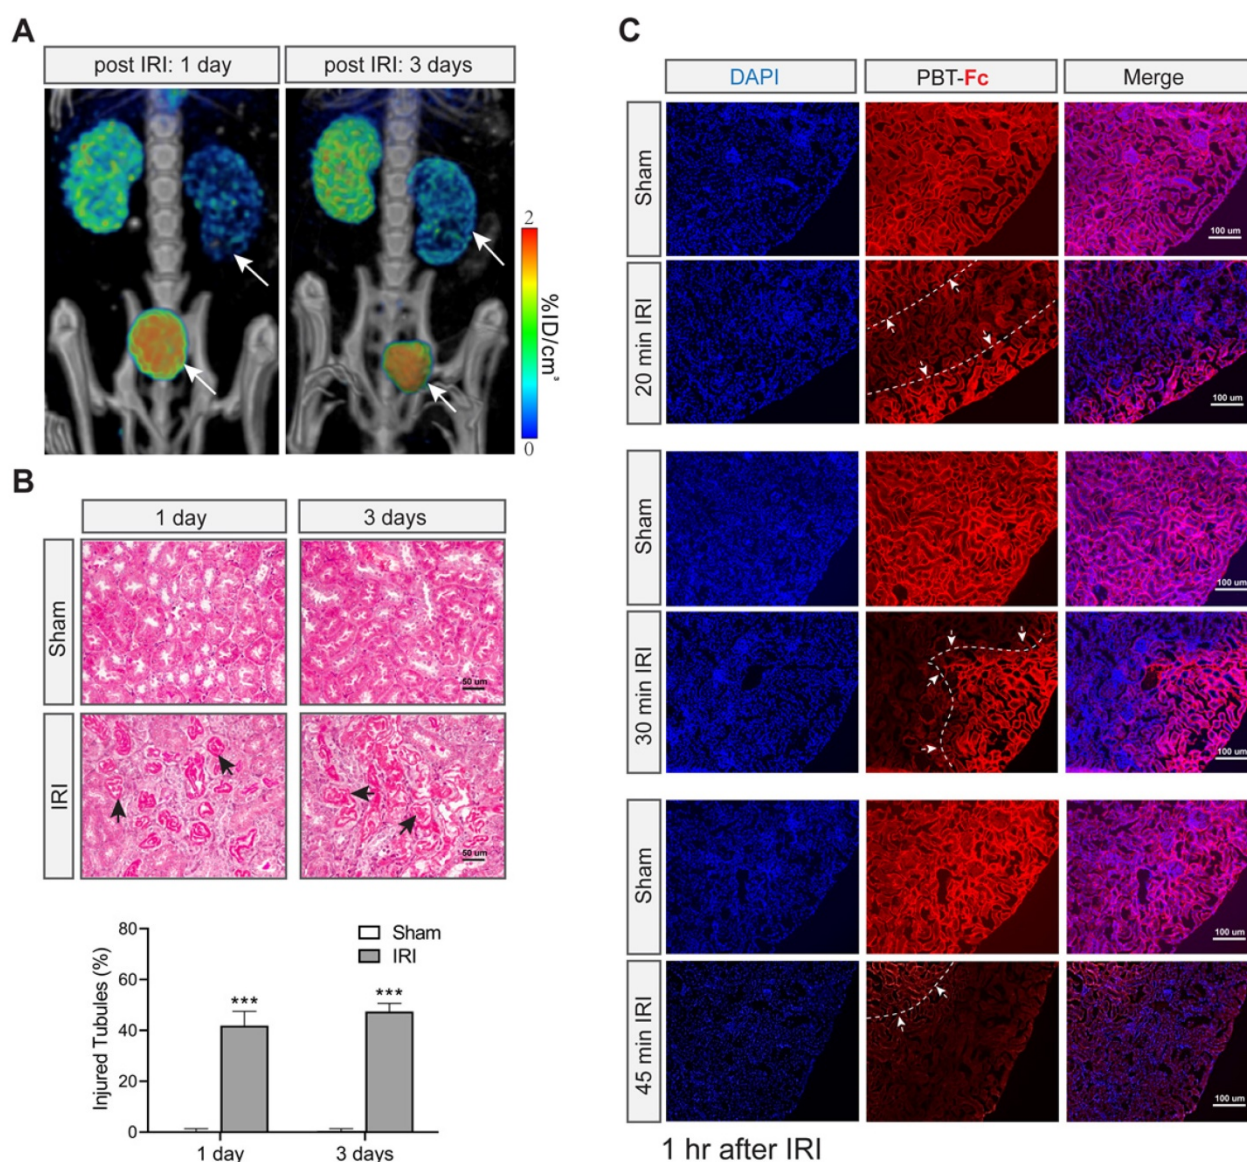 A
post IRI: 1 day
post IRI: 3 days
2
%ID/cm³
0
B
1 day
3 days
Sham
50 um
IRI
50 um
80
60
40
20
0
Injured Tubules (%)
Sham
IRI
***
***
1 day
3 days
C
DAPI
PBT-Fc
Merge
Sham
100 um
20 min IRI
100 um
Sham
100 um
30 min IRI
100 um
Sham
100 um
45 min IRI
100 um
1 hr after IRI